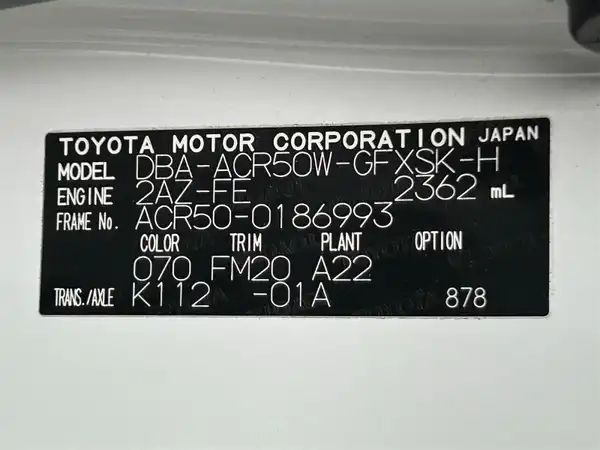 TOYOTA MOTOR CORPORATION JAPAN
MODEL DBA-ACR50W-GFXSK-H
ENGINE 2AZ-FE 2362 mL
FRAME No. ACR50-0186993
COLOR TRIM PLANT OPTION
070 FM20 A22
TRANS./AXLE K112 -01A 878